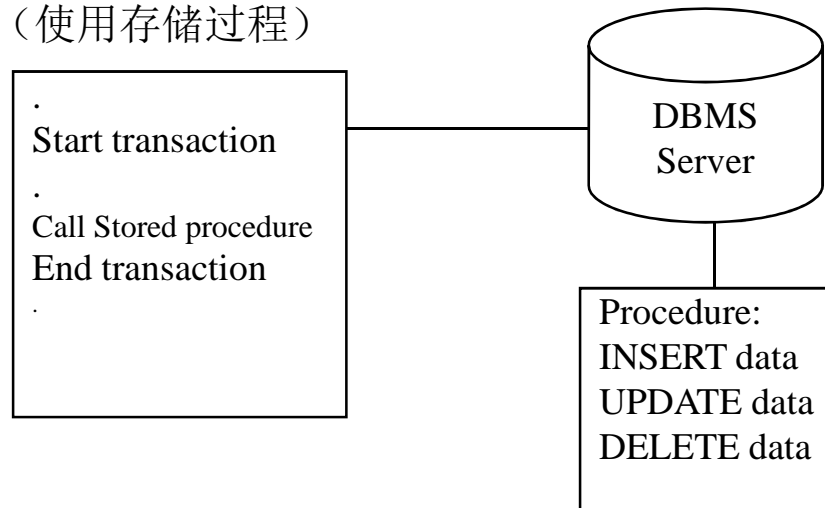 （使用存储过程）
.
Start transaction
.
Call Stored procedure
End transaction
.
DBMS
Server
Procedure:
INSERT data
UPDATE data
DELETE data